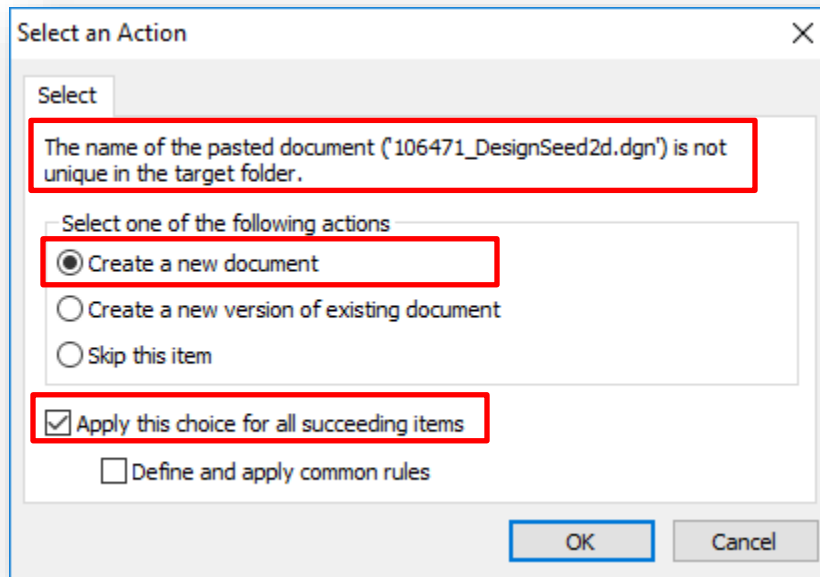 Select an Action
Select
The name of the pasted document ('106471_DesignSeed2d.dgn') is not
unique in the target folder.
Select one of the following actions
Create a new document
Create a new version of existing document
Skip this item
Apply this choice for all succeeding items
Define and apply common rules
OK Cancel